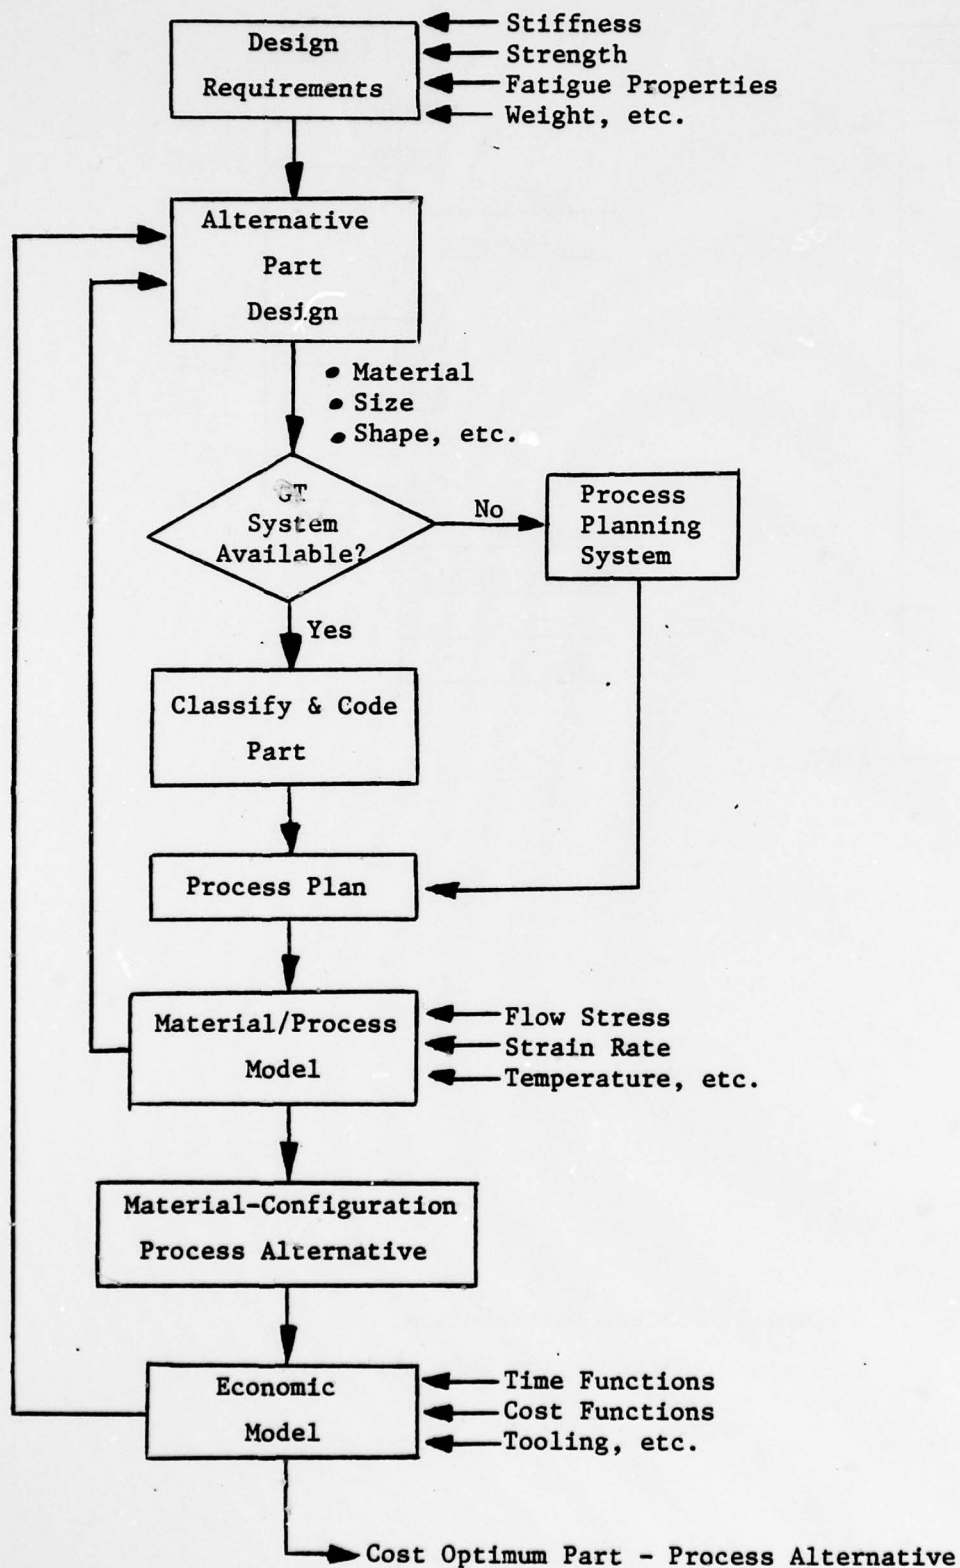 Design
Requirements
Stiffness
Strength
Fatigue Properties
Weight, etc.
Alternative
Part
Design
• Material
• Size
• Shape, etc.
GT
System
Available?
No
Process
Planning
System
Yes
Classify & Code
Part
Process Plan
Material/Process
Model
Flow Stress
Strain Rate
Temperature, etc.
Material-Configuration
Process Alternative
Economic
Model
Time Functions
Cost Functions
Tooling, etc.
Cost Optimum Part - Process Alternative